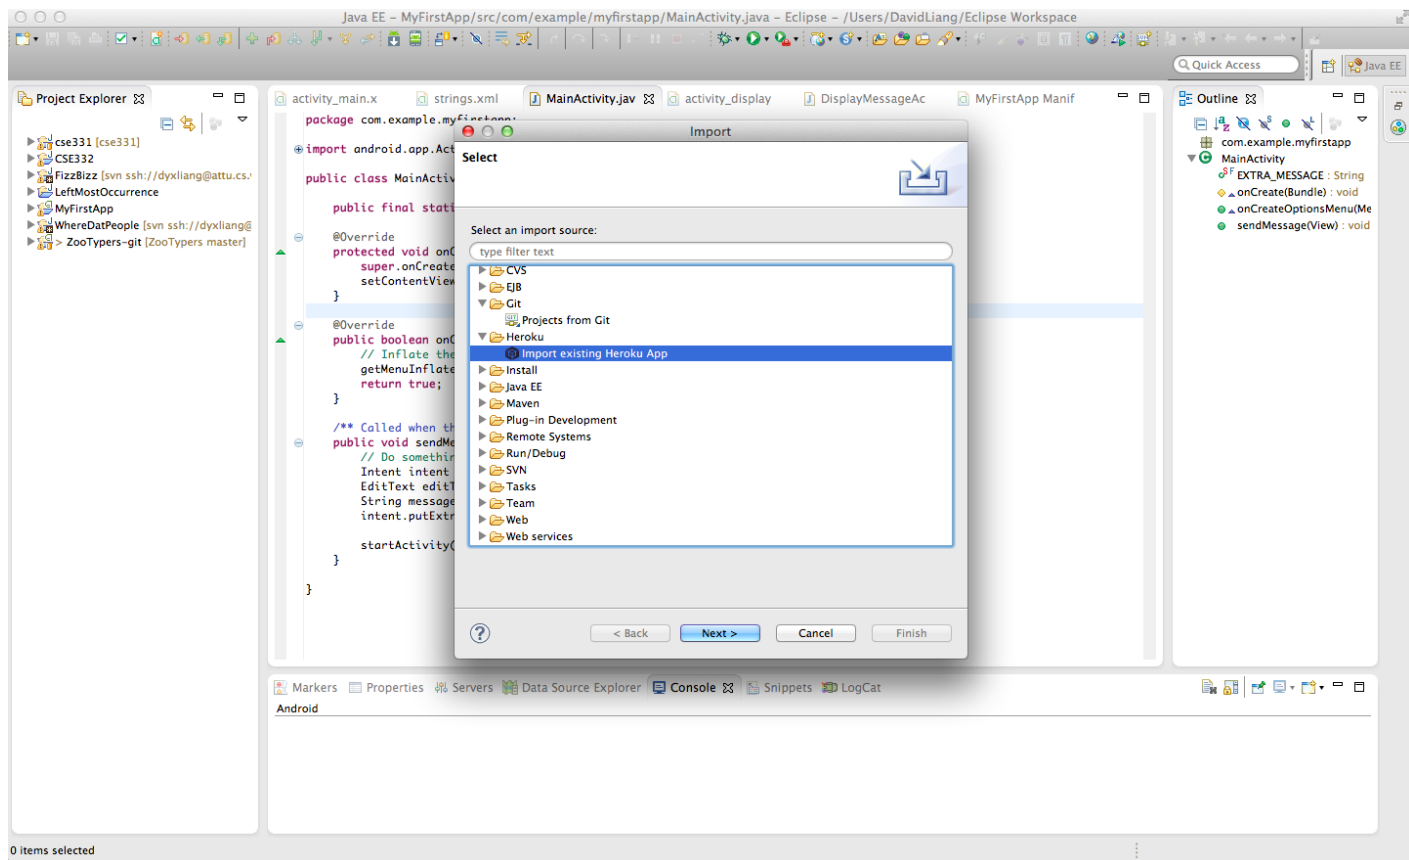 Java EE – MyFirstApp/src/com/example/myfirstapp/MainActivity.java – Eclipse – /Users/DavidLiang/Eclipse Workspace
Quick Access
Java EE
Project Explorer
cse331 [cse331]
CSE332
FizzBizz [svn ssh://dyxliang@attu.cs.
LeftMostOccurrence
MyFirstApp
WhereDatPeople [svn ssh://dyxliang@
> ZooTypers-git [ZooTypers master]
activity_main.x
strings.xml
MainActivity.jav
activity_display
DisplayMessageAc
MyFirstApp Manif
package com.example.myfirstapp;
import android.app.Act
public class MainActiv
public final stati
@Override
protected void onC
super.onCreate
setContentView
}
@Override
public boolean onC
// Inflate the
getMenuInflate
return true;
}
/** Called when th
public void sendMe
// Do somethin
Intent intent
EditText editT
String message
intent.putExtr
startActivity(
}
}
Import
Select
Select an import source:
type filter text
CVS
EJB
Git
Projects from Git
Heroku
Import existing Heroku App
Install
Java EE
Maven
Plug-in Development
Remote Systems
Run/Debug
SVN
Tasks
Team
Web
Web services
?
< Back
Next >
Cancel
Finish
Outline
com.example.myfirstapp
MainActivity
EXTRA_MESSAGE : String
onCreate(Bundle) : void
onCreateOptionsMenu(Me
sendMessage(View) : void
Markers
Properties
Servers
Data Source Explorer
Console
Snippets
LogCat
Android
0 items selected